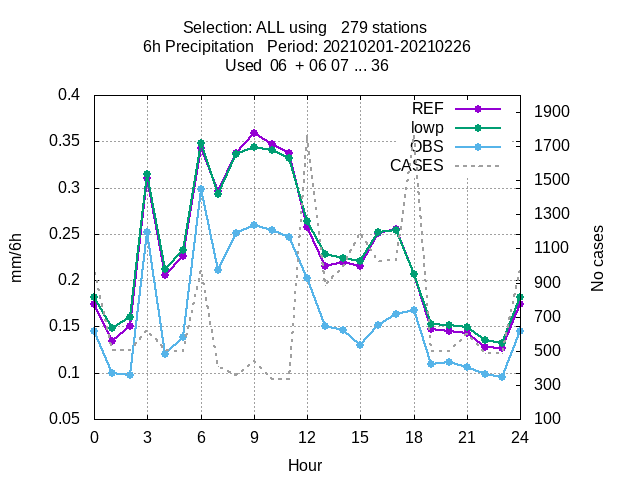 Selection: ALL using   279 stations
6h Precipitation   Period: 20210201-20210226
Used  06  + 06 07 ... 36
REF
lowp
OBS
CASES
mm/6h
0.4
0.35
0.3
0.25
0.2
0.15
0.1
0.05
1900
1700
1500
1300
1100
900
700
500
300
100
No cases
0 3 6 9 12 15 18 21 24
Hour